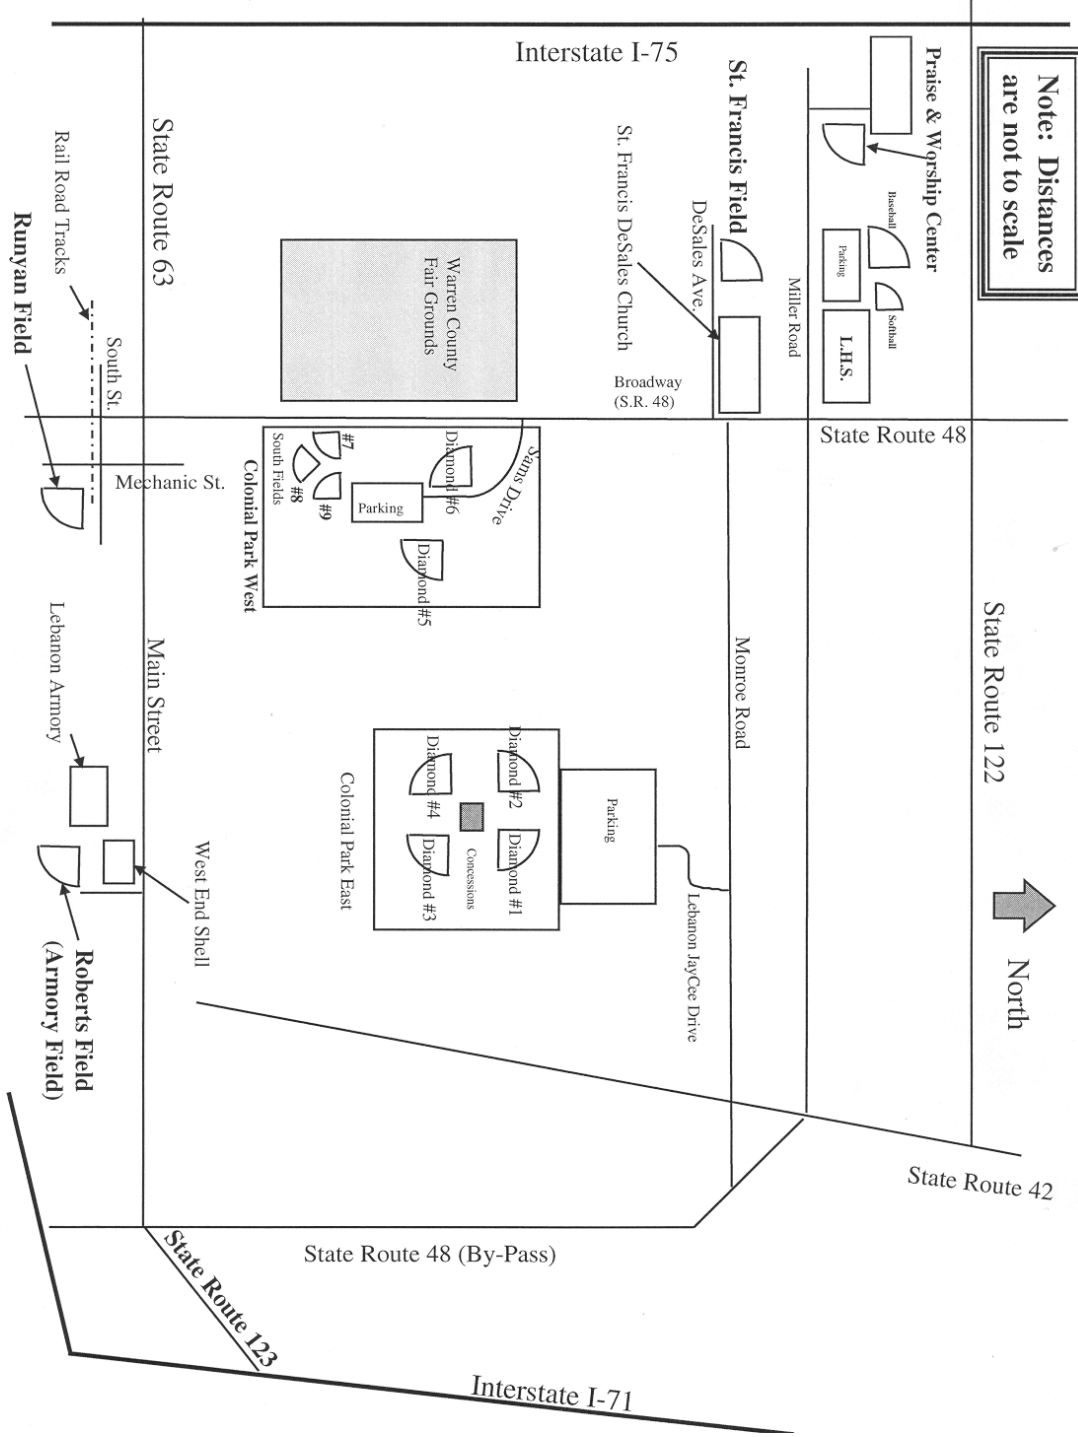 Interstate I-75
Note: Distances
are not to scale
Praise & Worship Center
Baseball
Softball
Parking
L.H.S.
Miller Road
St. Francis Field
DeSales Ave.
St. Francis DeSales Church
Broadway
(S.R. 48)
State Route 48
Warren County
Fair Grounds
State Route 63
Rail Road Tracks
Runyan Field
South St.
Mechanic St.
Sams Drive
Diamond #6
Parking
Diamond #5
#7
#8
#9
South Fields
Colonial Park West
State Route 122
Monroe Road
Main Street
Lebanon Armory
West End Shell
Roberts Field
(Armory Field)
Diamond #2
Diamond #4
Diamond #1
Diamond #3
Concessions
Colonial Park East
Parking
Lebanon JayCee Drive
North
State Route 42
State Route 48 (By-Pass)
State Route 123
Interstate I-71